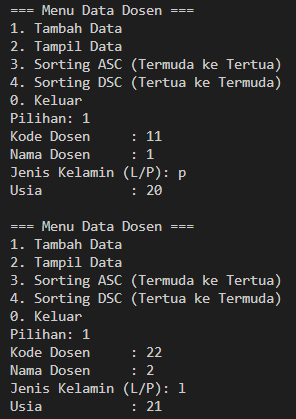 === Menu Data Dosen ===
1. Tambah Data
2. Tampil Data
3. Sorting ASC (Termuda ke Tertua)
4. Sorting DSC (Tertua ke Termuda)
0. Keluar
Pilihan: 1
Kode Dosen     : 11
Nama Dosen     : 1
Jenis Kelamin (L/P): p
Usia           : 20

=== Menu Data Dosen ===
1. Tambah Data
2. Tampil Data
3. Sorting ASC (Termuda ke Tertua)
4. Sorting DSC (Tertua ke Termuda)
0. Keluar
Pilihan: 1
Kode Dosen     : 22
Nama Dosen     : 2
Jenis Kelamin (L/P): l
Usia           : 21